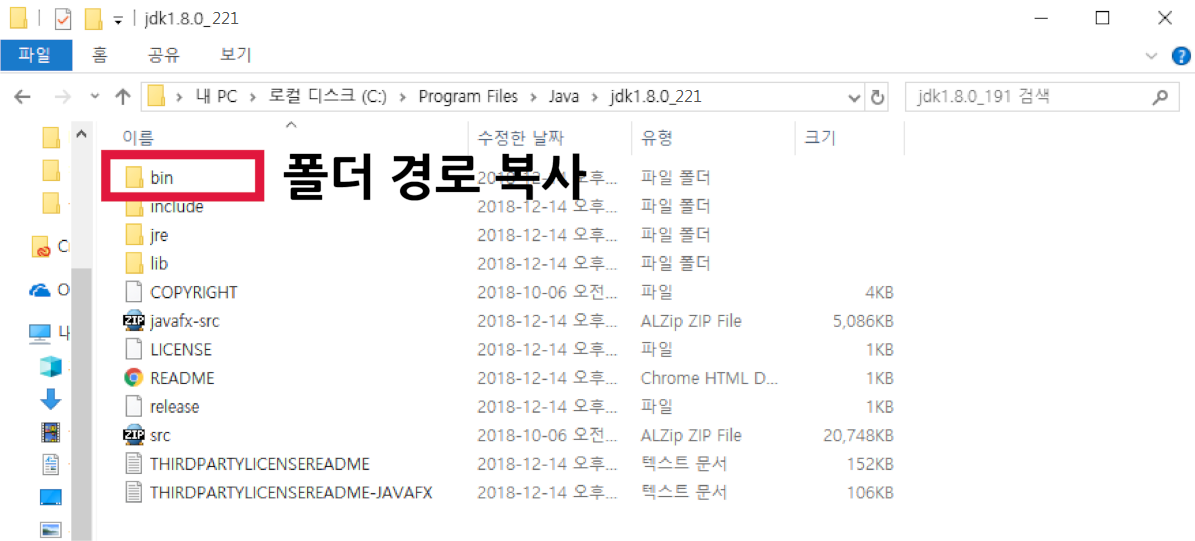 jdk1.8.0_221
파일 홈 공유 보기
내 PC > 로컬 디스크 (C:) > Program Files > Java > jdk1.8.0_221 jdk1.8.0_191 검색
이름 수정한 날짜 유형 크기
폴더 경로 복사
bin 2018-12-14 오후... 파일 폴더
include 2018-12-14 오후... 파일 폴더
jre 2018-12-14 오후... 파일 폴더
lib 2018-12-14 오후... 파일 폴더
COPYRIGHT 2018-10-06 오전... 파일 4KB
javafx-src 2018-12-14 오후... ALZip ZIP File 5,086KB
LICENSE 2018-12-14 오후... 파일 1KB
README 2018-12-14 오후... Chrome HTML D... 1KB
release 2018-12-14 오후... 파일 1KB
src 2018-10-06 오전... ALZip ZIP File 20,748KB
THIRDPARTYLICENSEREADME 2018-12-14 오후... 텍스트 문서 152KB
THIRDPARTYLICENSEREADME-JAVAFX 2018-12-14 오후... 텍스트 문서 106KB